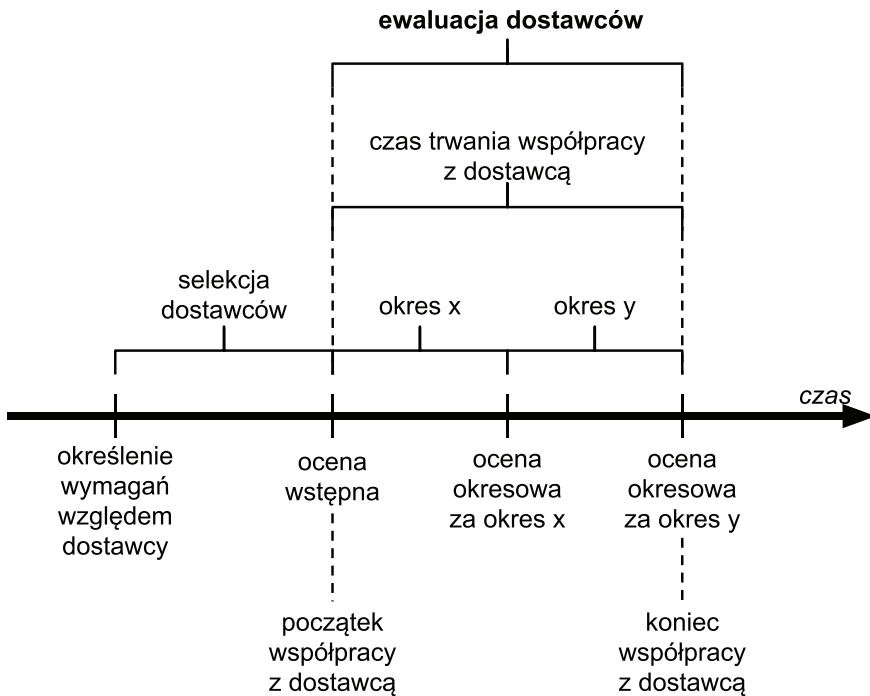 ewaluacja dostawców
czas trwania współpracy
z dostawcą
selekcja
dostawców
okres x
okres y
czas
określenie
wymagań
względem
dostawcy
ocena
wstępna
ocena
okresowa
za okres x
ocena
okresowa
za okres y
początek
współpracy
z dostawcą
koniec
współpracy
z dostawcą